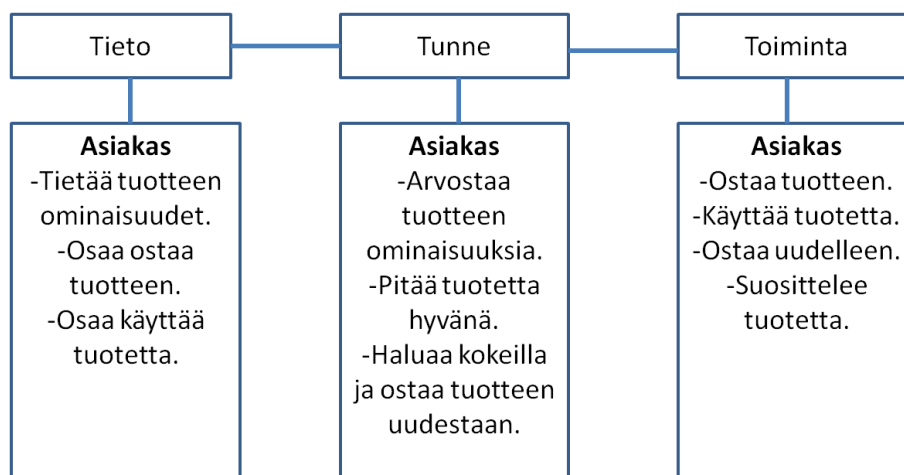 Tieto
Tunne
Toiminta
Asiakas
-Tietää tuotteen
ominaisuudet.
-Osaa ostaa
tuotteen.
-Osaa käyttää
tuotetta.
Asiakas
-Arvostaa
tuotteen
ominaisuuksia.
-Pitää tuotetta
hyvänä.
-Haluaa kokeilla
ja ostaa tuotteen
uudestaan.
Asiakas
-Ostaa tuotteen.
-Käyttää tuotetta.
-Ostaa uudelleen.
-Suosittelee
tuotetta.